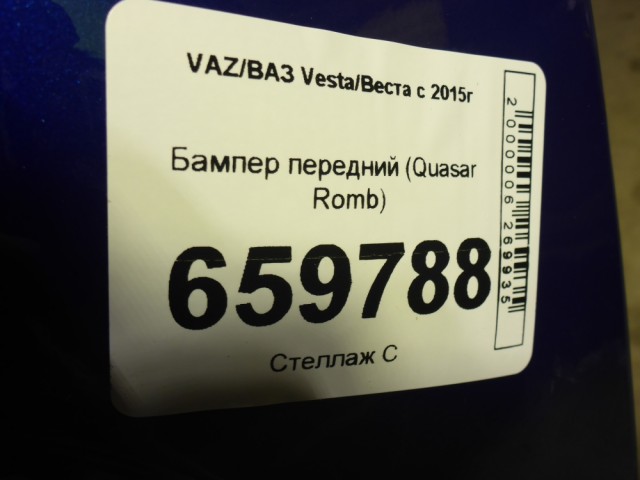 VAZ/ВАЗ Vesta/Веста с 2015г
Бампер передний (Quasar
Romb)
659788
Стеллаж С
2000006269935